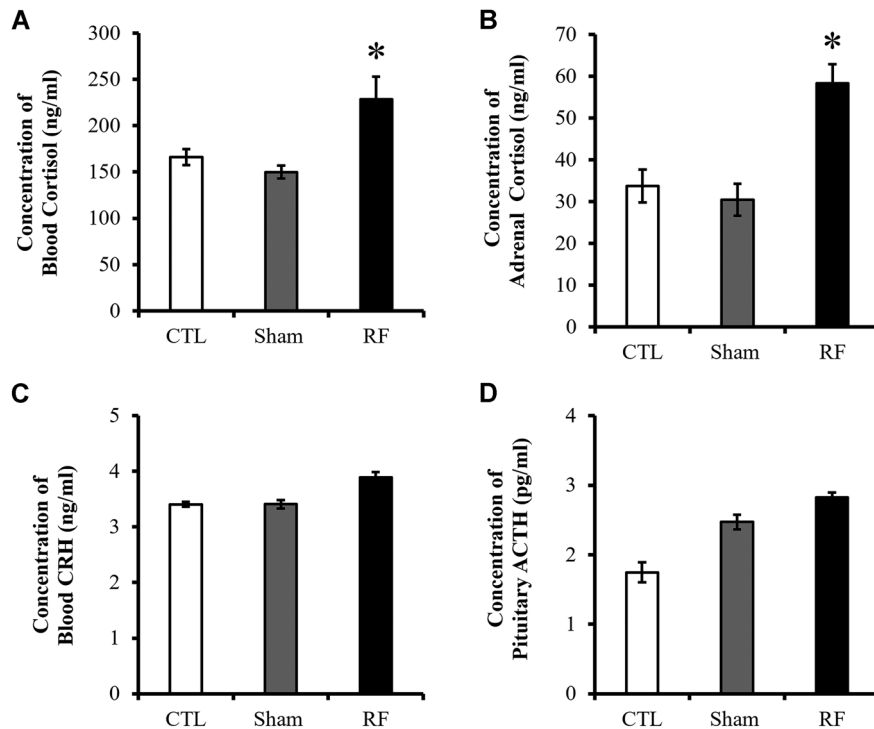 A
Concentration of
Blood Cortisol (ng/ml)
300
250
200
150
100
50
0
*
CTL Sham RF
B
Concentration of
Adrenal Cortisol (ng/ml)
70
60
50
40
30
20
10
0
*
CTL Sham RF
C
Concentration of
Blood CRH (ng/ml)
5
4
3
2
1
0
CTL Sham RF
D
Concentration of
Pituitary ACTH (pg/ml)
4
3
2
1
0
CTL Sham RF